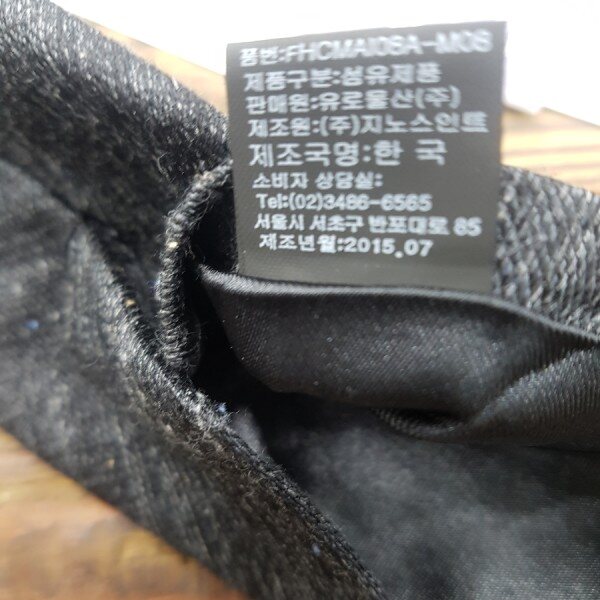 품번:FHCMAI09A-M08
제품구분:섬유제품
판매원:유로물산(주)
제조원:(주)지노스인트
제조국명:한 국
소비자 상담실:
Tel:(02)3486-6565
서울시 서초구 반포대로 85
제조년월:2015.07